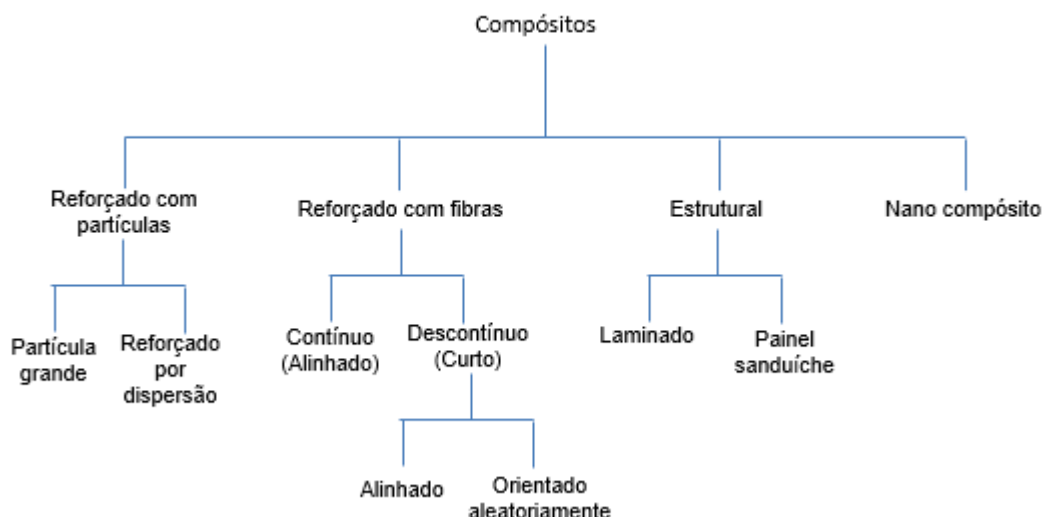 Compósitos
Reforçado com
partículas
Reforçado com fibras
Estrutural
Nano compósito
Partícula
grande
Reforçado
por
dispersão
Contínuo
(Alinhado)
Descontínuo
(Curto)
Laminado
Painel
sanduíche
Alinhado
Orientado
aleatoriamente